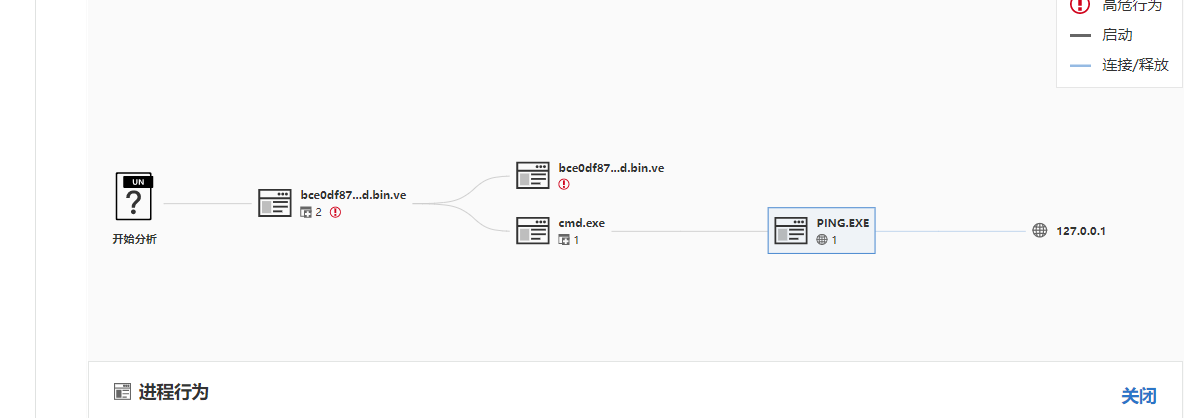 高危行为
启动
连接/释放
UN
开始分析
bce0df87...d.bin.ve
2
bce0df87...d.bin.ve
cmd.exe
1
PING.EXE
1
127.0.0.1
进程行为
关闭